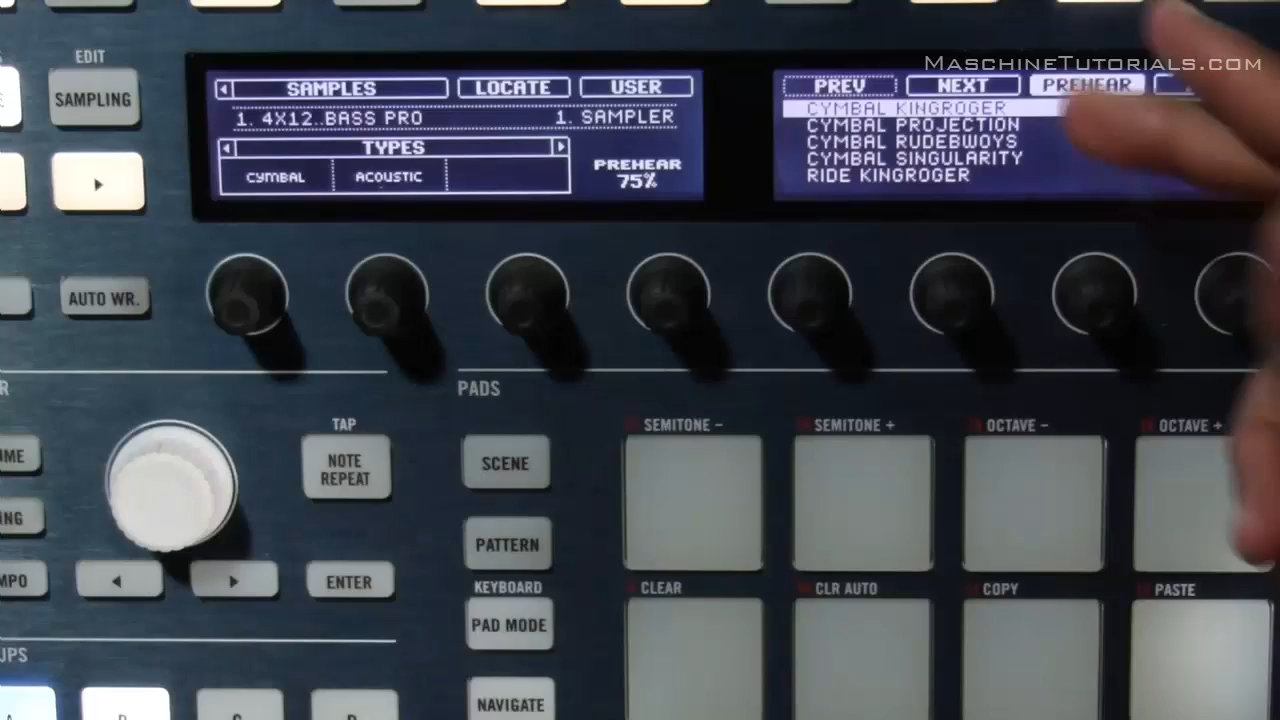 MaschineTutorials.com
EDIT
SAMPLING
SAMPLES LOCATE USER
1. 4X12..BASS PRO 1. SAMPLER
TYPES
CYMBAL ACOUSTIC
PREHEAR
75%
PREV NEXT PREHEAR
CYMBAL KINGROGER
CYMBAL PROJECTION
CYMBAL RUDEBWOYS
CYMBAL SINGULARITY
RIDE KINGROGER
AUTO WR.
PADS
TAP
NOTE
REPEAT
ENTER
SCENE
PATTERN
KEYBOARD
PAD MODE
NAVIGATE
SEMITONE - SEMITONE + OCTAVE - OCTAVE +
CLEAR CLR AUTO COPY PASTE